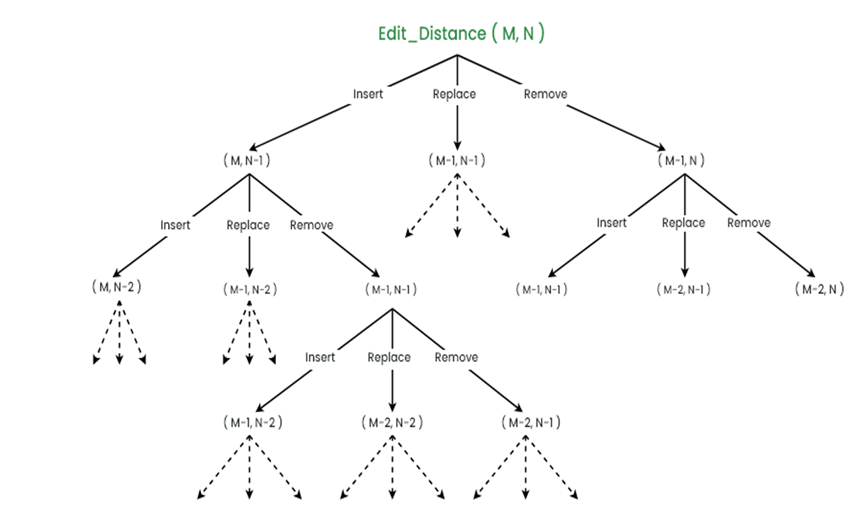 Edit_Distance ( M, N )
Insert Replace Remove
( M, N-1 ) ( M-1, N-1 ) ( M-1, N )
Insert Replace Remove Insert Replace Remove
( M, N-2 ) ( M-1, N-2 ) ( M-1, N-1 ) ( M-1, N-1 ) ( M-2, N-1 ) ( M-2, N )
Insert Replace Remove
( M-1, N-2 ) ( M-2, N-2 ) ( M-2, N-1 )